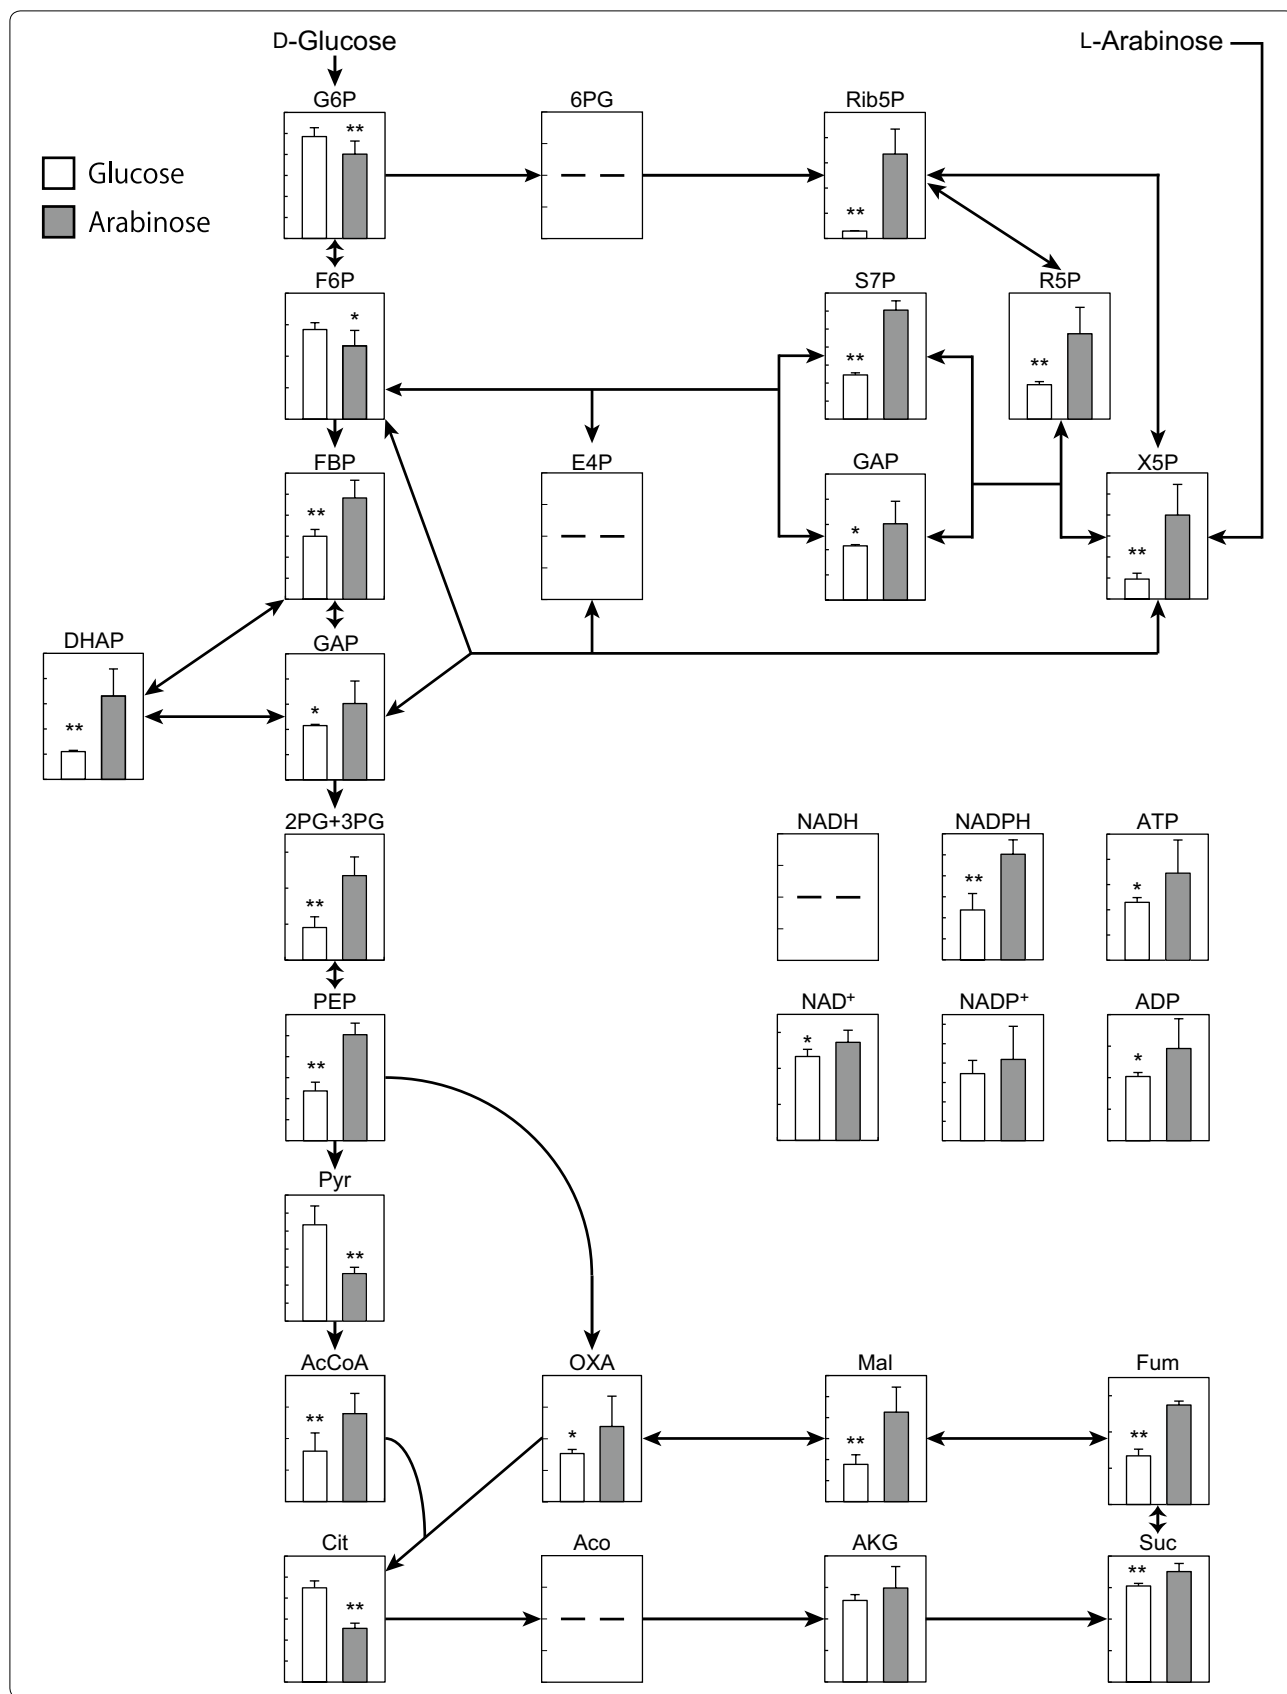 D-Glucose
L-Arabinose
G6P
6PG
Rib5P
**
**
Glucose
Arabinose
F6P
S7P
R5P
*
**
**
FBP
E4P
GAP
X5P
**
*
**
DHAP
GAP
**
*
2PG+3PG
NADH
NADPH
ATP
**
**
*
PEP
NAD+
NADP+
ADP
**
*
*
Pyr
**
AcCoA
OXA
Mal
Fum
**
*
**
**
Cit
Aco
AKG
Suc
**
**